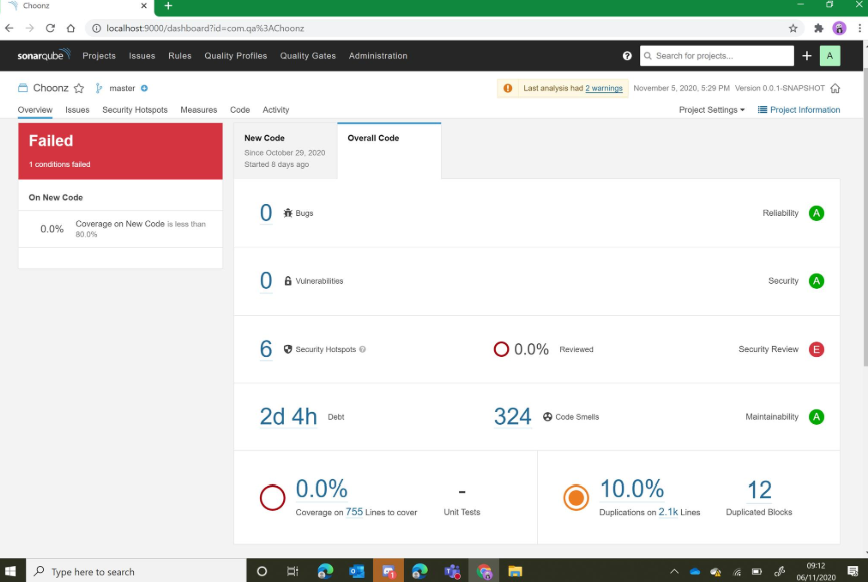 Choonz
localhost:9000/dashboard?id=com.qa%3AChoonz
sonarqube Projects Issues Rules Quality Profiles Quality Gates Administration ? Search for projects... A
Choonz master Last analysis had 2 warnings November 5, 2020, 5:29 PM Version 0.0.1-SNAPSHOT
Overview Issues Security Hotspots Measures Code Activity Project Settings Project Information
Failed
1 conditions failed
On New Code
0.0% Coverage on New Code is less than
80.0%
New Code
Since October 29, 2020
Started 8 days ago
Overall Code
0 Bugs Reliability A
0 Vulnerabilities Security A
6 Security Hotspots ? 0.0% Reviewed Security Review E
2d 4h Debt 324 Code Smells Maintainability A
0.0% -
Coverage on 755 Lines to cover Unit Tests
10.0% 12
Duplications on 2.1k Lines Duplicated Blocks
Type here to search
09:12
06/11/2020